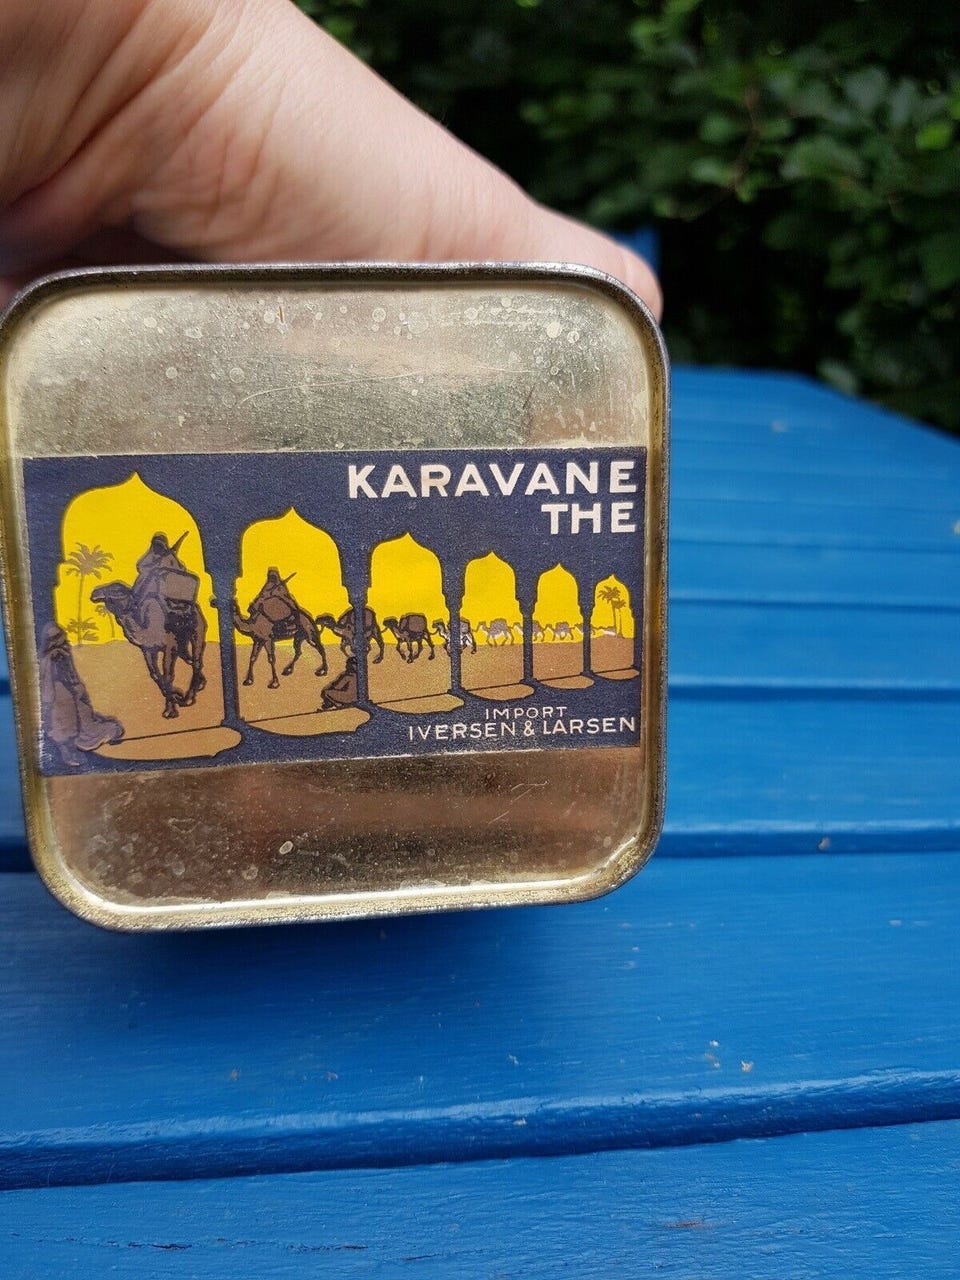 KARAVANE
THE
IMPORT
IVERSEN & LARSEN